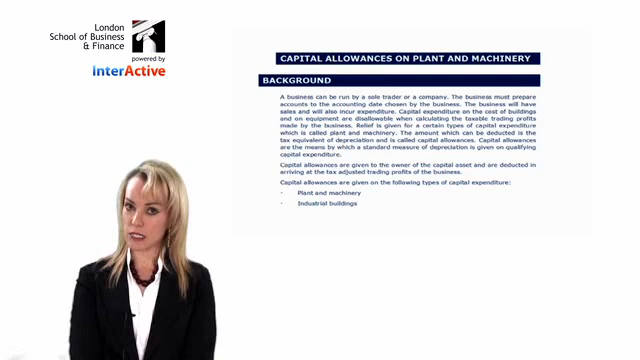 London
School of Business
& Finance
powered by
InterActive
CAPITAL ALLOWANCES ON PLANT AND MACHINERY
BACKGROUND
A business can be run by a sole trader or a company. The business must prepare
accounts to the accounting date chosen by the business. The business will have
sales and will also incur expenditure. Capital expenditure on the cost of buildings
and on equipment are disallowable when calculating the taxable trading profits
made by the business. Relief is given for a certain types of capital expenditure
which is called plant and machinery. The amount which can be deducted is the
tax equivalent of depreciation and is called capital allowances. Capital allowances
are the means by which a standard measure of depreciation is given on qualifying
capital expenditure.
Capital allowances are given to the owner of the capital asset and are deducted in
arriving at the tax adjusted trading profits of the business.
Capital allowances are given on the following types of capital expenditure:
· Plant and machinery
· Industrial buildings